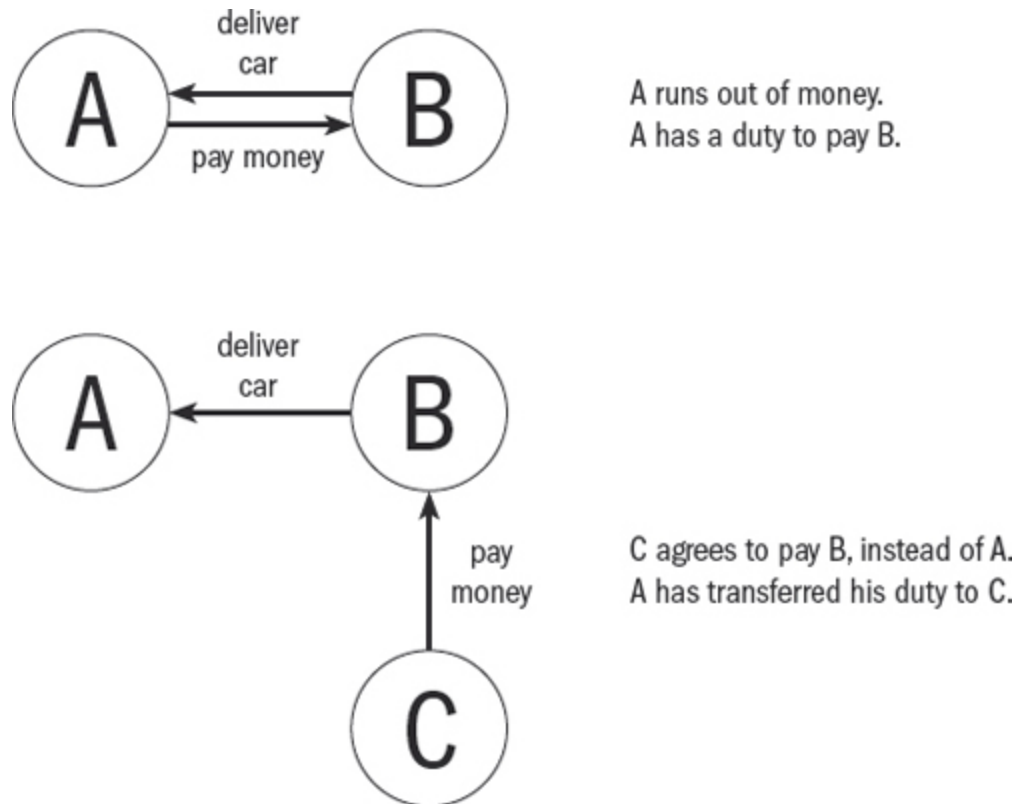 deliver
car
A
B
pay money
A runs out of money.
A has a duty to pay B.
deliver
car
A
B
pay
money
C agrees to pay B, instead of A.
A has transferred his duty to C.
C